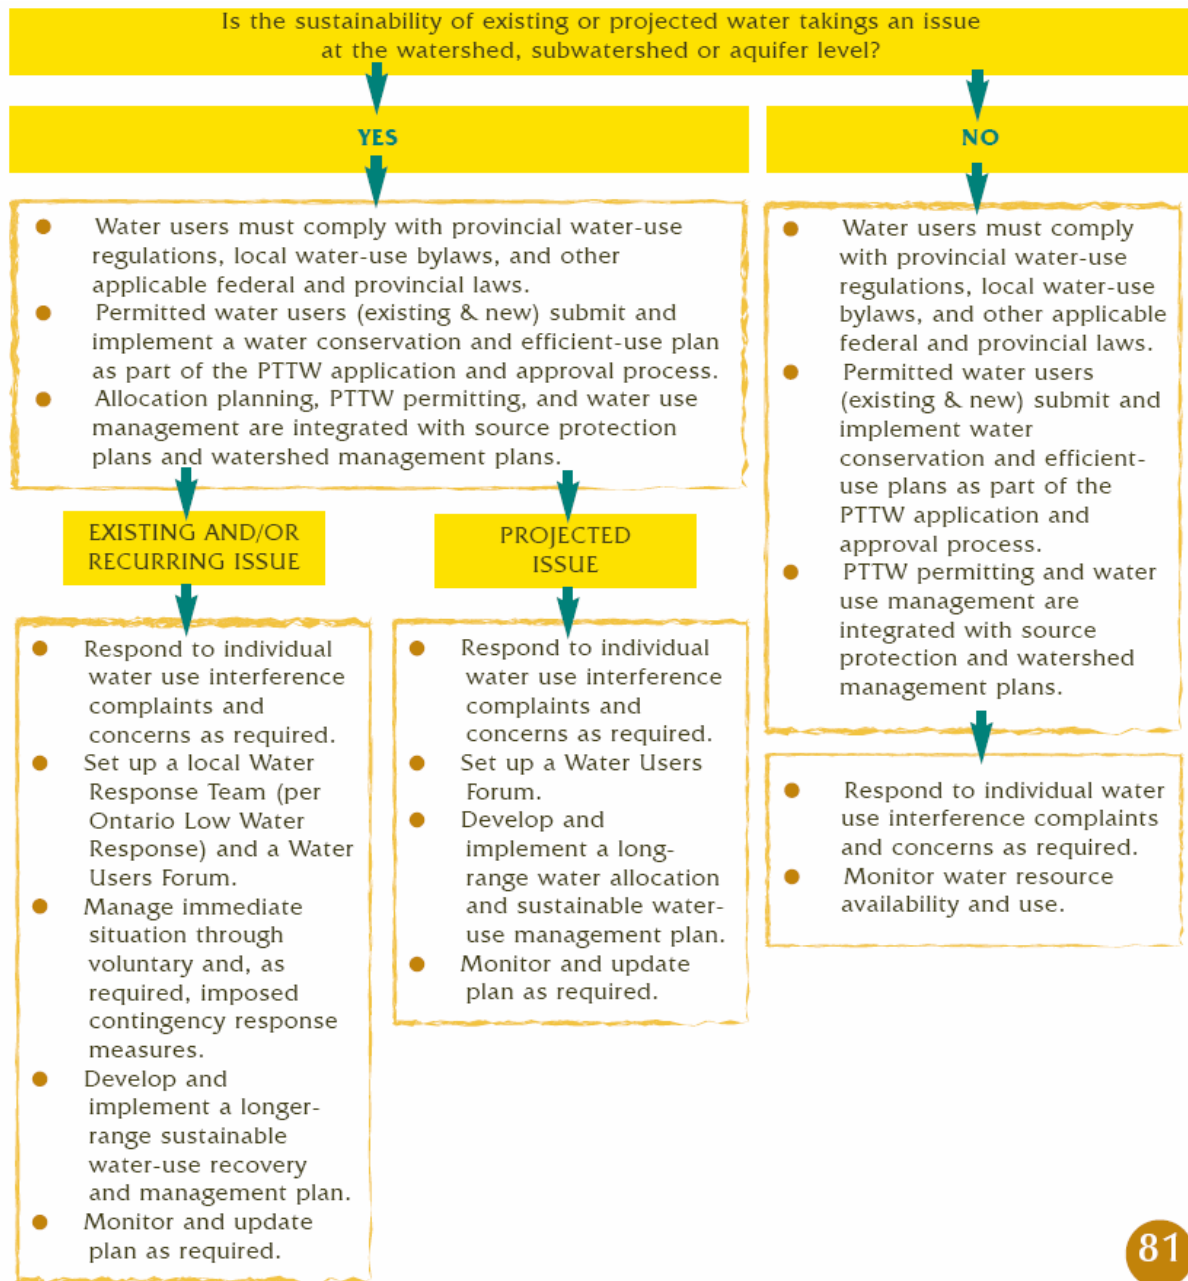 Is the sustainability of existing or projected water takings an issue
at the watershed, subwatershed or aquifer level?
YES
Water users must comply with provincial water-use
regulations, local water-use bylaws, and other
applicable federal and provincial laws.
Permitted water users (existing & new) submit and
implement a water conservation and efficient-use plan
as part of the PTTW application and approval process.
Allocation planning, PTTW permitting, and water use
management are integrated with source protection
plans and watershed management plans.
EXISTING AND/OR
RECURRING ISSUE
Respond to individual
water use interference
complaints and
concerns as required.
Set up a local Water
Response Team (per
Ontario Low Water
Response) and a Water
Users Forum.
Manage immediate
situation through
voluntary and, as
required, imposed
contingency response
measures.
Develop and
implement a longer-
range sustainable
water-use recovery
and management plan.
Monitor and update
plan as required.
PROJECTED
ISSUE
Respond to individual
water use interference
complaints and
concerns as required.
Set up a Water Users
Forum.
Develop and
implement a long-
range water allocation
and sustainable water-
use management plan.
Monitor and update
plan as required.
NO
Water users must comply
with provincial water-use
regulations, local water-use
bylaws, and other applicable
federal and provincial laws.
Permitted water users
(existing & new) submit and
implement water
conservation and efficient-
use plans as part of the
PTTW application and
approval process.
PTTW permitting and water
use management are
integrated with source
protection and watershed
management plans.
Respond to individual water
use interference complaints
and concerns as required.
Monitor water resource
availability and use.
81